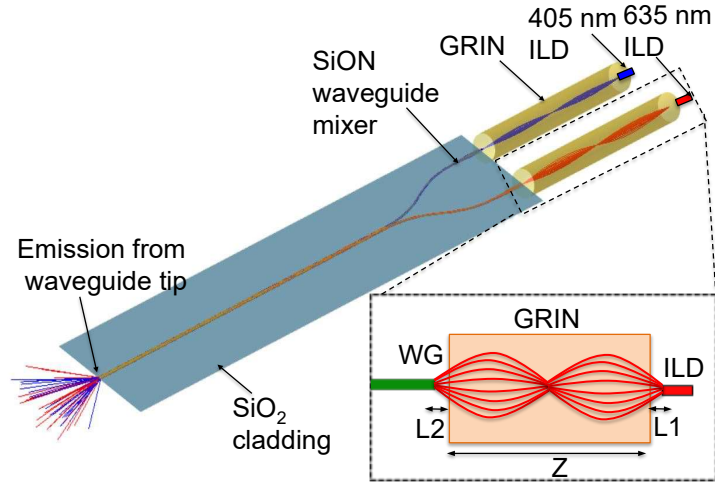 405 nm
ILD
635 nm
ILD
GRIN
SiON
waveguide
mixer
Emission from
waveguide tip
SiO₂
cladding
GRIN
WG
ILD
L2
L1
Z